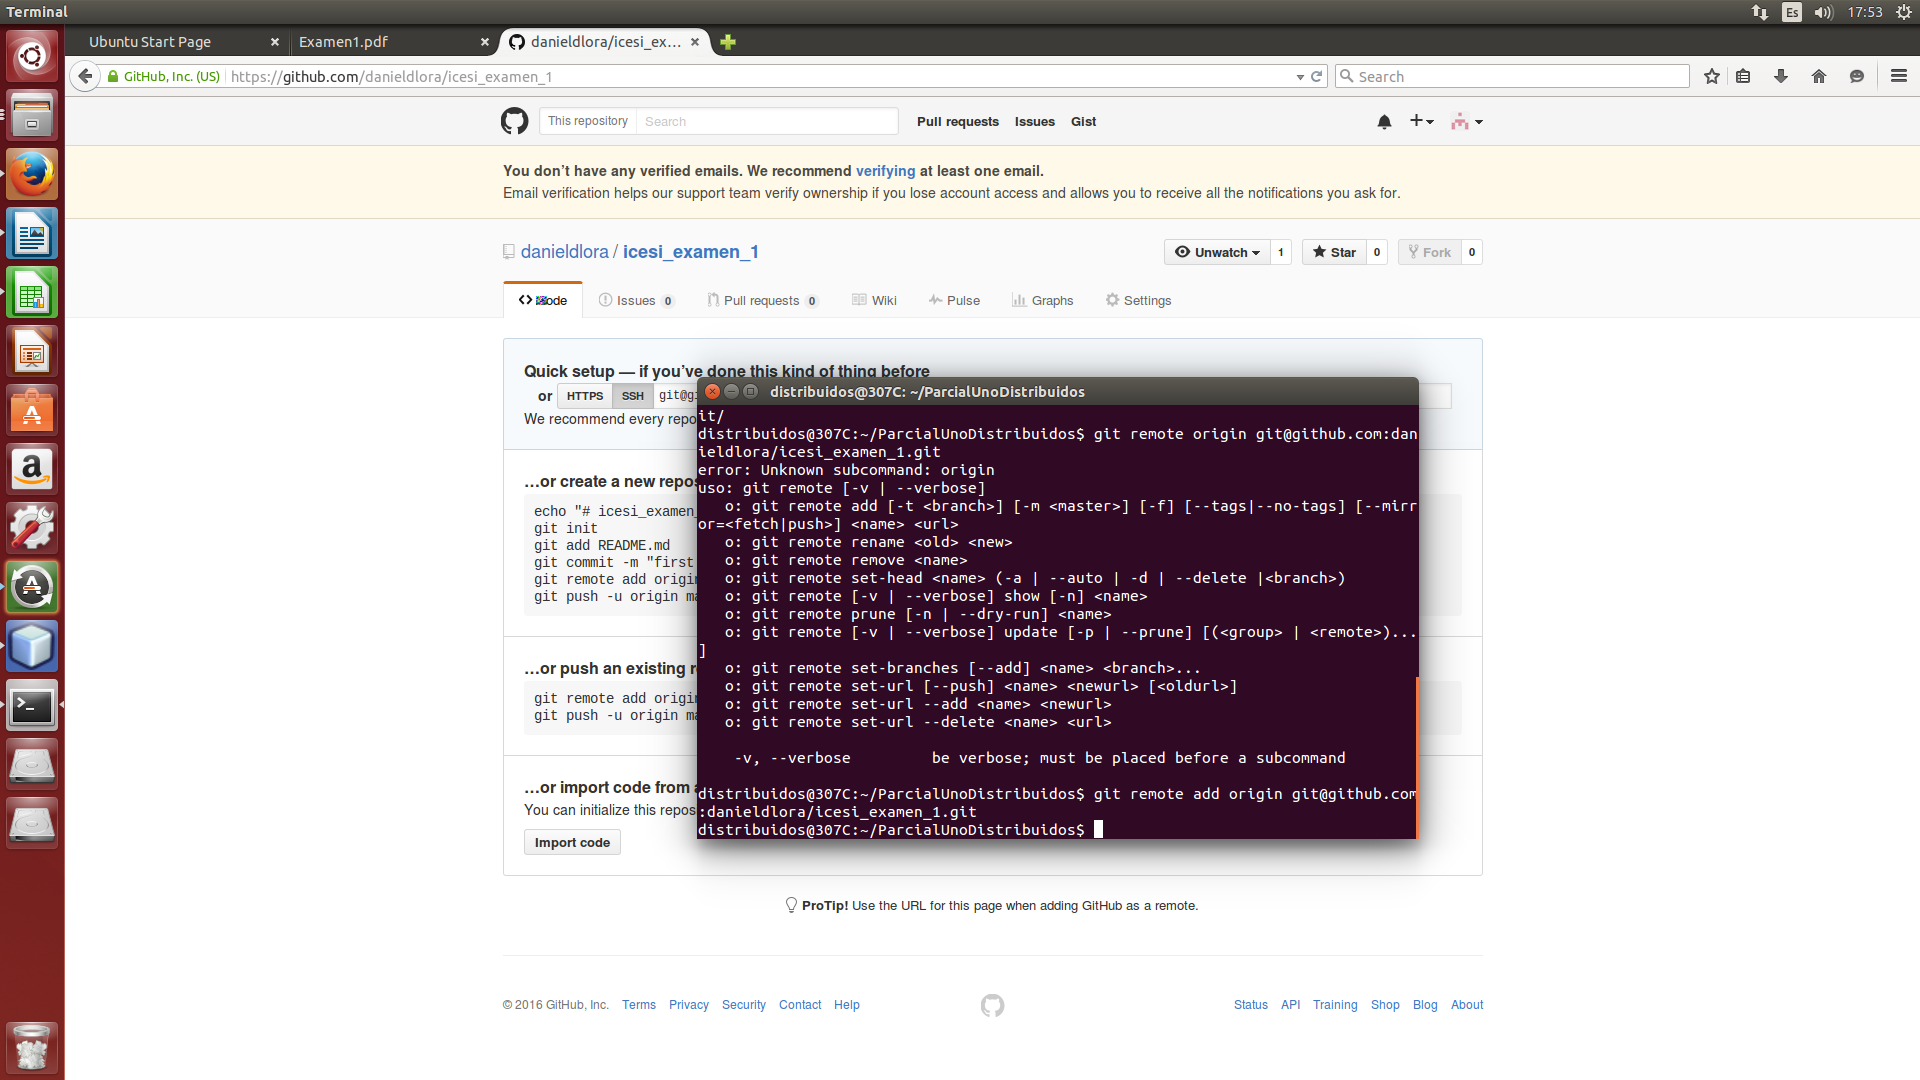 Terminal
Es
17:53
Ubuntu Start Page
Examen1.pdf
danieldlora/icesi_ex...
GitHub, Inc. (US)
https://github.com/danieldlora/icesi_examen_1
Search
This repository
Search
Pull requests
Issues
Gist
You don’t have any verified emails. We recommend verifying at least one email.
Email verification helps our support team verify ownership if you lose account access and allows you to receive all the notifications you ask for.
danieldlora / icesi_examen_1
Unwatch 1
Star 0
Fork 0
Code
Issues 0
Pull requests 0
Wiki
Pulse
Graphs
Settings
Quick setup — if you’ve done this kind of thing before
or HTTPS SSH git@gi
We recommend every repo
…or create a new repos
echo "# icesi_examen_
git init
git add README.md
git commit -m "first
git remote add origin
git push -u origin ma
…or push an existing r
git remote add origin
git push -u origin ma
…or import code from a
You can initialize this repos
Import code
distribuidos@307C: ~/ParcialUnoDistribuidos
it/
distribuidos@307C:~/ParcialUnoDistribuidos$ git remote origin git@github.com:dan
ieldlora/icesi_examen_1.git
error: Unknown subcommand: origin
uso: git remote [-v | --verbose]
o: git remote add [-t <branch>] [-m <master>] [-f] [--tags|--no-tags] [--mirr
or=<fetch|push>] <name> <url>
o: git remote rename <old> <new>
o: git remote remove <name>
o: git remote set-head <name> (-a | --auto | -d | --delete |<branch>)
o: git remote [-v | --verbose] show [-n] <name>
o: git remote prune [-n | --dry-run] <name>
o: git remote [-v | --verbose] update [-p | --prune] [(<group> | <remote>)...
]
o: git remote set-branches [--add] <name> <branch>...
o: git remote set-url [--push] <name> <newurl> [<oldurl>]
o: git remote set-url --add <name> <newurl>
o: git remote set-url --delete <name> <url>
-v, --verbose be verbose; must be placed before a subcommand
distribuidos@307C:~/ParcialUnoDistribuidos$ git remote add origin git@github.com
:danieldlora/icesi_examen_1.git
distribuidos@307C:~/ParcialUnoDistribuidos$
ProTip! Use the URL for this page when adding GitHub as a remote.
© 2016 GitHub, Inc.
Terms
Privacy
Security
Contact
Help
Status
API
Training
Shop
Blog
About